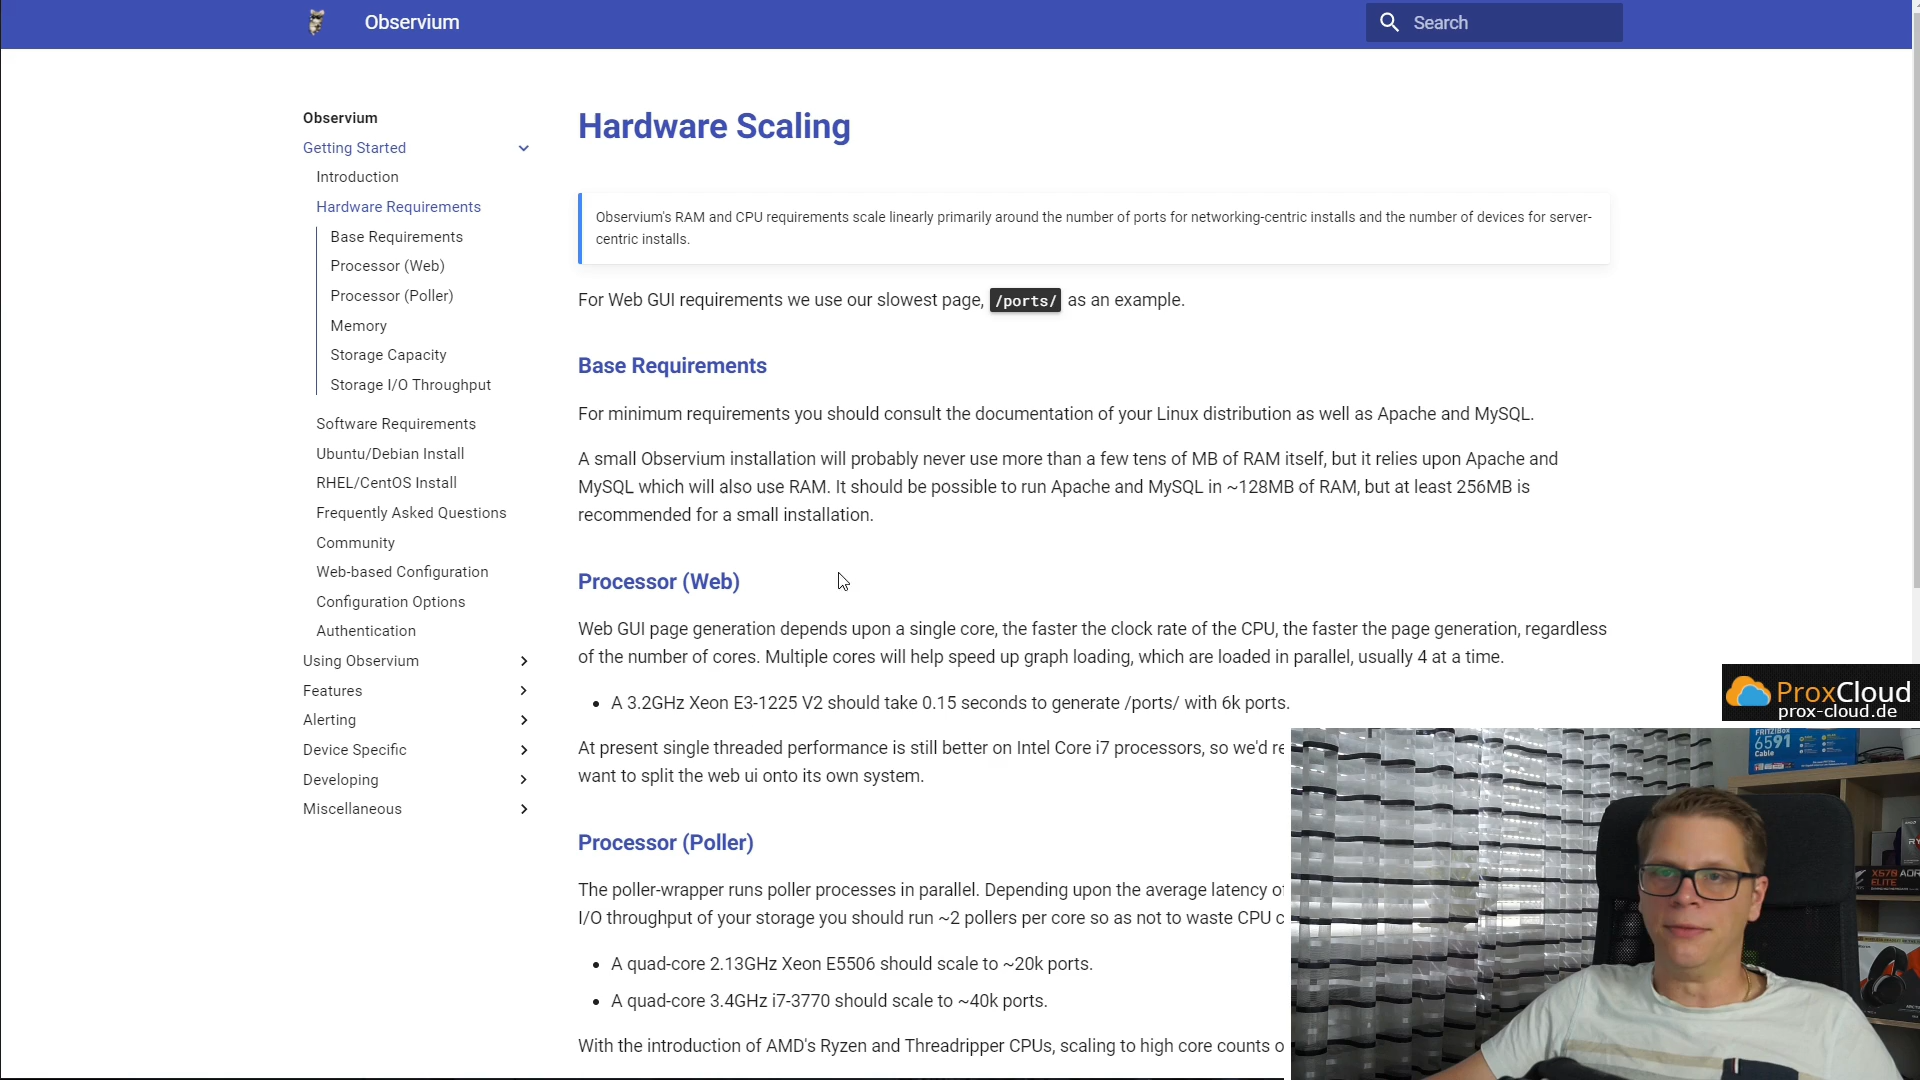 Observium
Search
Observium
Getting Started
Introduction
Hardware Requirements
Base Requirements
Processor (Web)
Processor (Poller)
Memory
Storage Capacity
Storage I/O Throughput
Software Requirements
Ubuntu/Debian Install
RHEL/CentOS Install
Frequently Asked Questions
Community
Web-based Configuration
Configuration Options
Authentication
Using Observium
Features
Alerting
Device Specific
Developing
Miscellaneous
Hardware Scaling
Observium's RAM and CPU requirements scale linearly primarily around the number of ports for networking-centric installs and the number of devices for server-
centric installs.
For Web GUI requirements we use our slowest page, /ports/ as an example.
Base Requirements
For minimum requirements you should consult the documentation of your Linux distribution as well as Apache and MySQL.
A small Observium installation will probably never use more than a few tens of MB of RAM itself, but it relies upon Apache and
MySQL which will also use RAM. It should be possible to run Apache and MySQL in ~128MB of RAM, but at least 256MB is
recommended for a small installation.
Processor (Web)
Web GUI page generation depends upon a single core, the faster the clock rate of the CPU, the faster the page generation, regardless
of the number of cores. Multiple cores will help speed up graph loading, which are loaded in parallel, usually 4 at a time.
• A 3.2GHz Xeon E3-1225 V2 should take 0.15 seconds to generate /ports/ with 6k ports.
At present single threaded performance is still better on Intel Core i7 processors, so we'd re
want to split the web ui onto its own system.
Processor (Poller)
The poller-wrapper runs poller processes in parallel. Depending upon the average latency of
I/O throughput of your storage you should run ~2 pollers per core so as not to waste CPU c
• A quad-core 2.13GHz Xeon E5506 should scale to ~20k ports.
• A quad-core 3.4GHz i7-3770 should scale to ~40k ports.
With the introduction of AMD's Ryzen and Threadripper CPUs, scaling to high core counts o
ProxCloud
prox-cloud.de
FRITZ!Box
6591
Cable
X670 AOR
ELITE